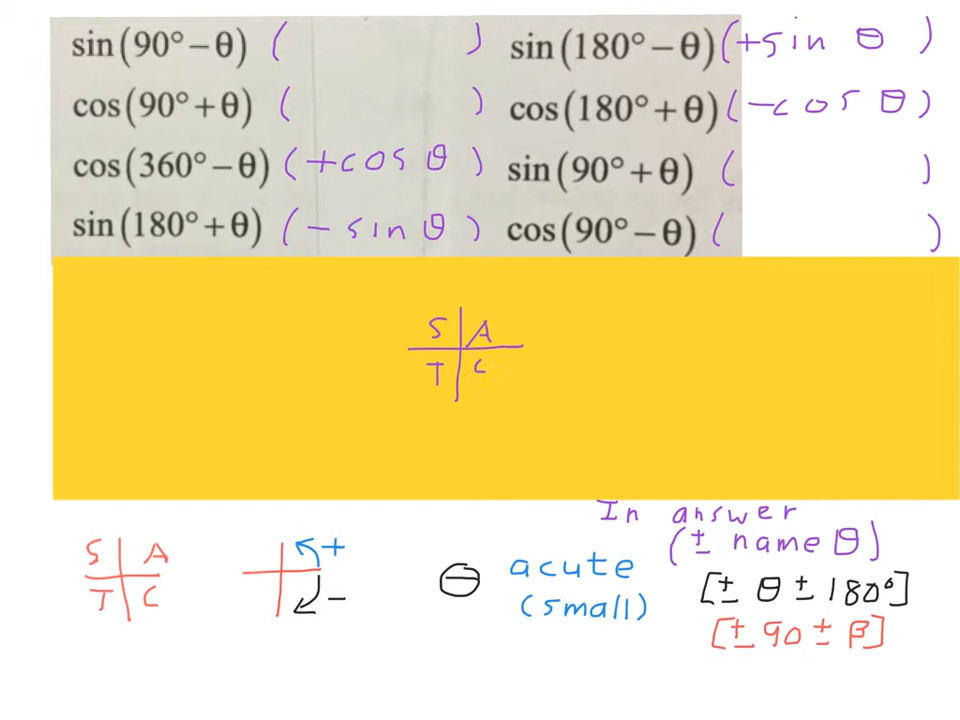 sin(90° − θ) (          )
sin(180° − θ) (+sin θ )
cos(90° + θ) (          )
cos(180° + θ) (−cos θ)
cos(360° − θ) (+cos θ )
sin(90° + θ) (          )
sin(180° + θ) (− sin θ )
cos(90° − θ) (          )
S A
T C
In answer
(± name θ)
S A
T C
+
−
θ acute
(small)
[± θ ± 180°]
[± 90 ± β]